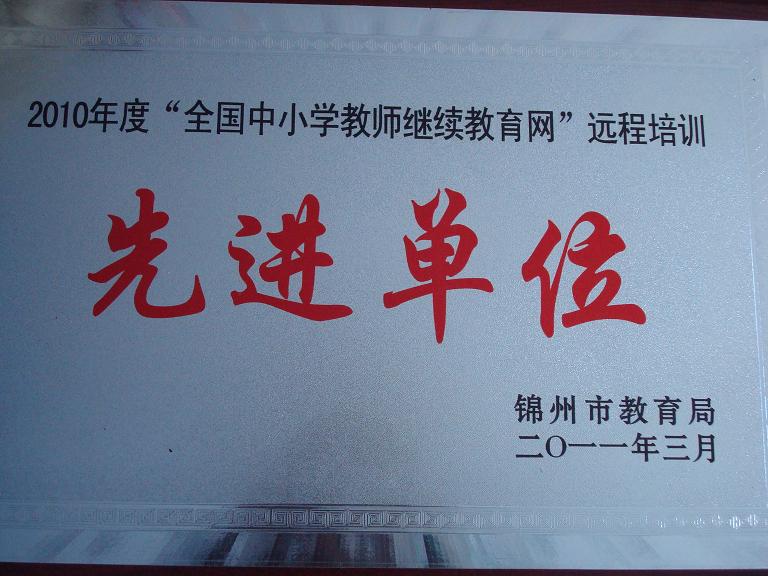 2010年度“全国中小学教师继续教育网”远程培训
先进单位
锦州市教育局
二〇一一年三月